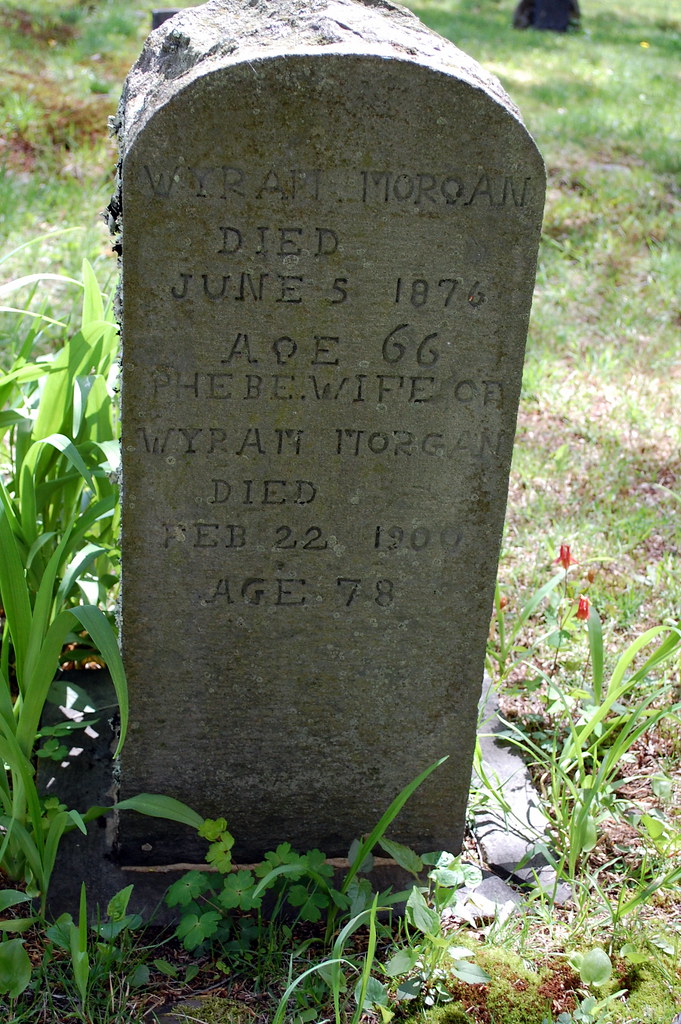 WYRAM. MORGAN
DIED
JUNE 5 1876
AGE 66
PHEBE. WIFE OF
WYRAM MORGAN
DIED
FEB 22 1900
AGE 78